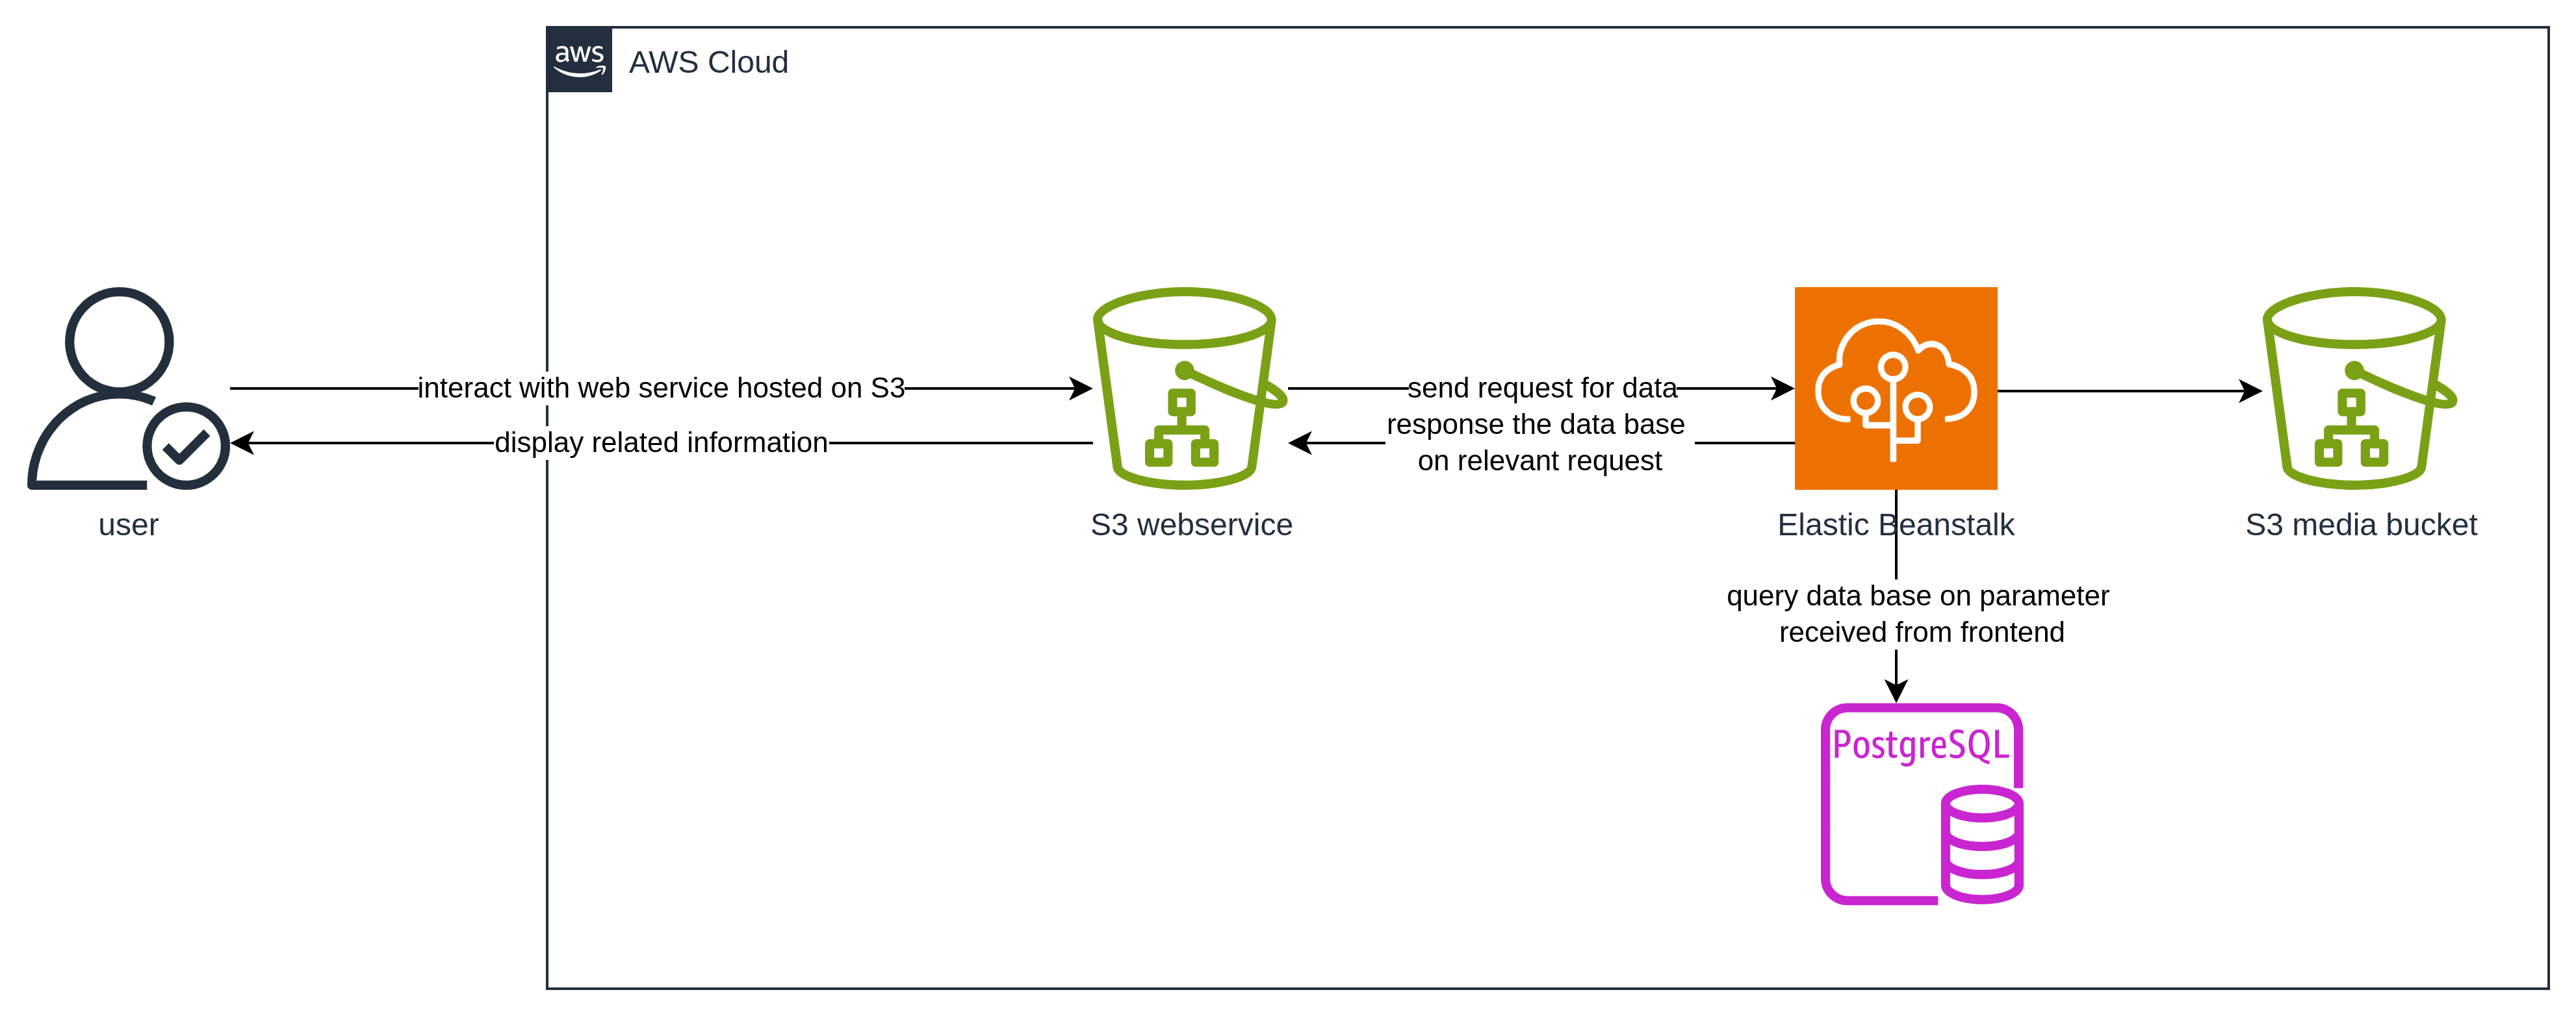 aws
AWS Cloud
interact with web service hosted on S3
display related information
send request for data
response the data base
on relevant request
user
S3 webservice
Elastic Beanstalk
S3 media bucket
query data base on parameter
received from frontend
PostgreSQL